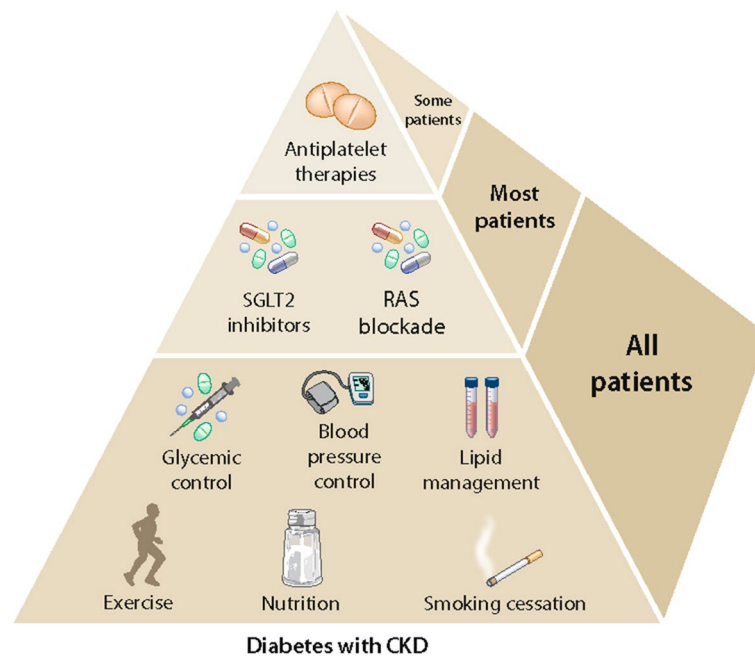 Some
patients
Antiplatelet
therapies
Most
patients
SGLT2
inhibitors
RAS
blockade
All
patients
Glycemic
control
Blood
pressure
control
Lipid
management
Exercise
Nutrition
Smoking cessation
Diabetes with CKD